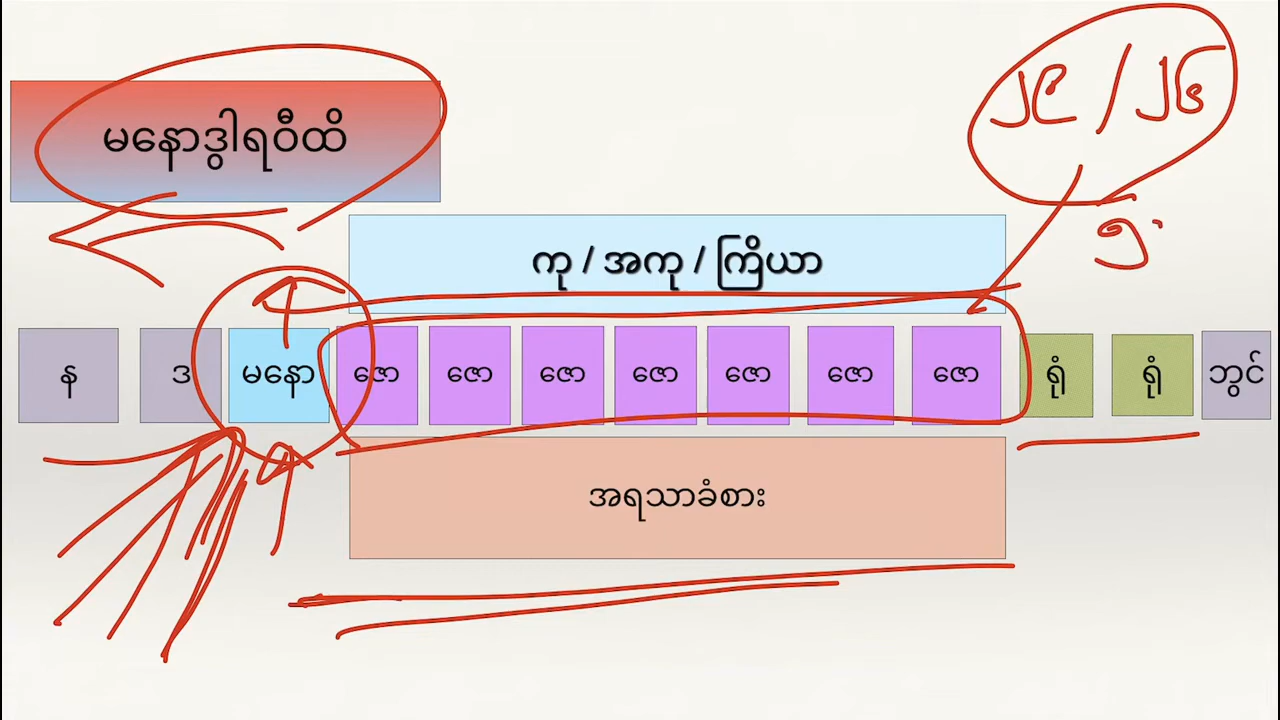 မနောဒွါရဝီထိ
၂၉ / ၂၆
ကု / အကု / ကြိယာ
န ဒ မနော ဇော ဇော ဇော ဇော ဇော ဇော ဇော ရုံ ရုံ ဘွင်
အရသာခံစား